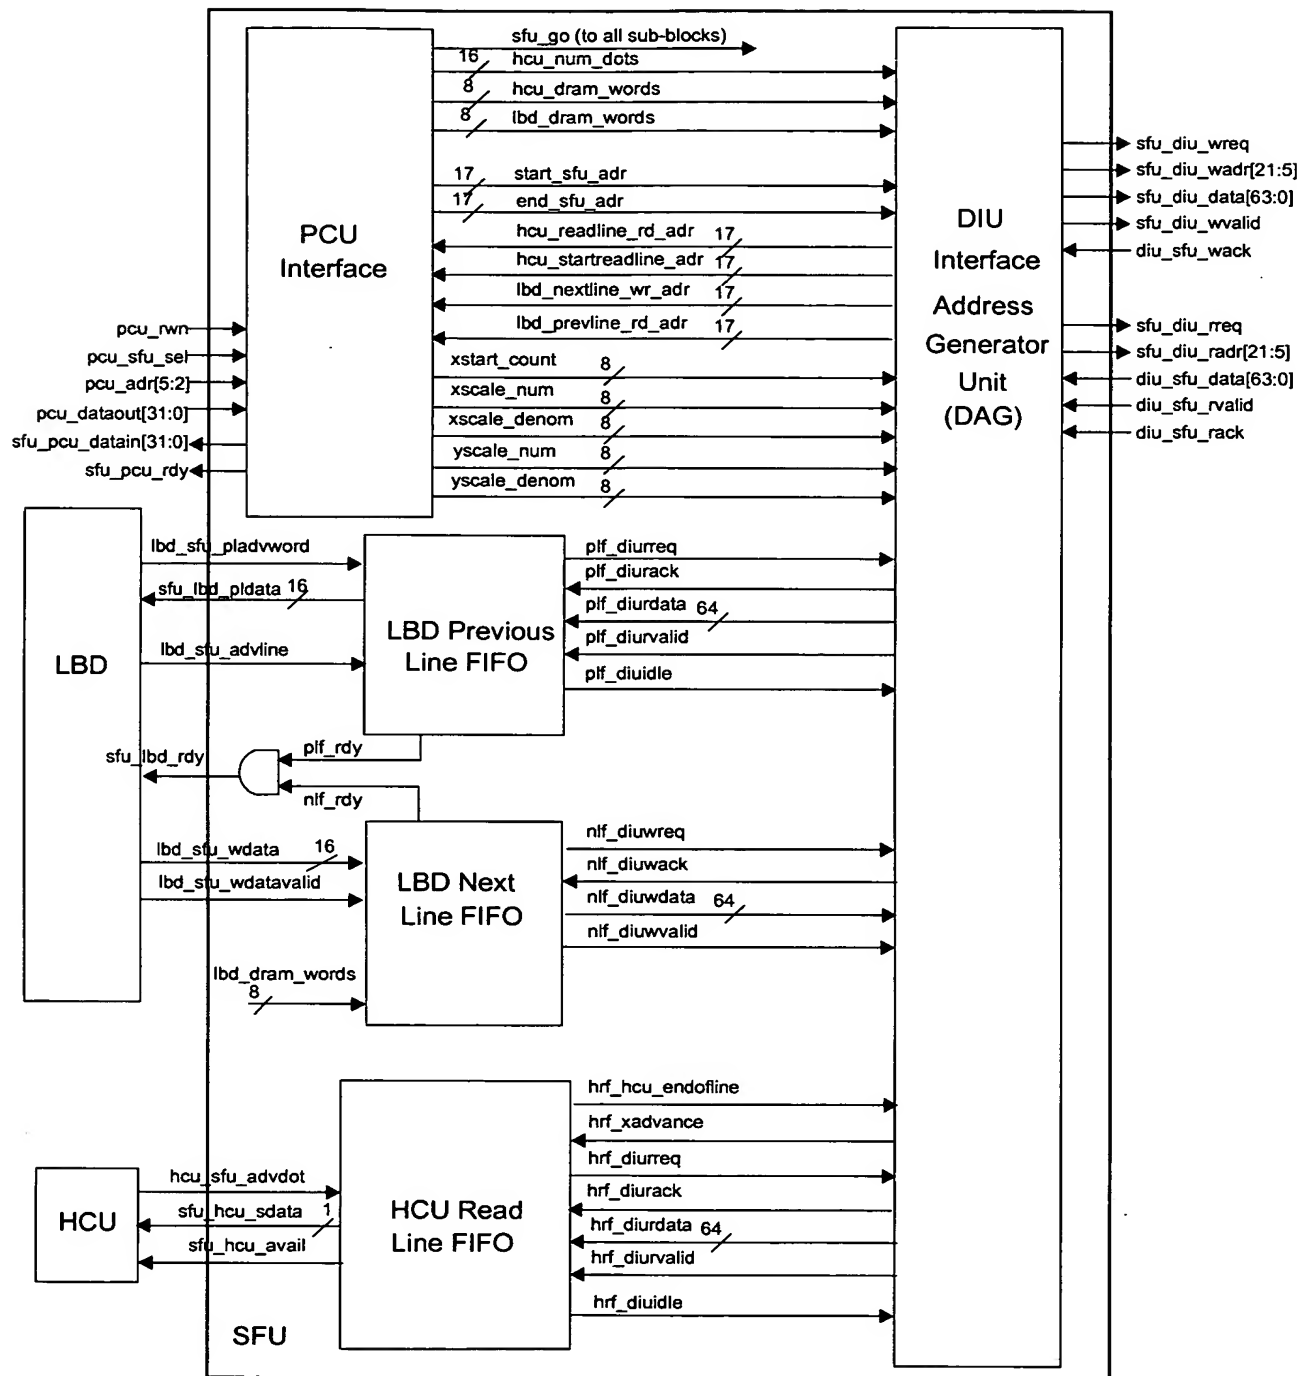 sfu_go (to all sub-blocks)
16
hcu_num_dots
8
hcu_dram_words
8
lbd_dram_words
17
start_sfu_adr
17
end_sfu_adr
hcu_readline_rd_adr
17
hcu_startreadline_adr
17
lbd_nextline_wr_adr
17
lbd_prevline_rd_adr
17
xstart_count
8
xscale_num
8
xscale_denom
8
yscale_num
8
yscale_denom
8
PCU
Interface
pcu_rwn
pcu_sfu_sel
pcu_adr[5:2]
pcu_dataout[31:0]
sfu_pcu_datain[31:0]
sfu_pcu_rdy
DIU
Interface
Address
Generator
Unit
(DAG)
sfu_diu_wreq
sfu_diu_wadr[21:5]
sfu_diu_data[63:0]
sfu_diu_wvalid
diu_sfu_wack
sfu_diu_rreq
sfu_diu_radr[21:5]
diu_sfu_data[63:0]
diu_sfu_rvalid
diu_sfu_rack
LBD
lbd_sfu_pladvword
sfu_lbd_pldata
16
lbd_sfu_advline
LBD Previous
Line FIFO
plf_diurreq
plf_diurack
plf_diurdata
64
plf_diurvalid
plf_diuidle
sfu_lbd_rdy
plf_rdy
nlf_rdy
lbd_sfu_wdata
16
lbd_sfu_wdatavalid
lbd_dram_words
8
LBD Next
Line FIFO
nlf_diuwreq
nlf_diuwack
nlf_diuwdata
64
nlf_diuwvalid
HCU
hcu_sfu_advdot
sfu_hcu_sdata
1
sfu_hcu_avail
HCU Read
Line FIFO
hrf_hcu_endofline
hrf_xadvance
hrf_diurreq
hrf_diurack
hrf_diurdata
64
hrf_diurvalid
hrf_diuidle
SFU